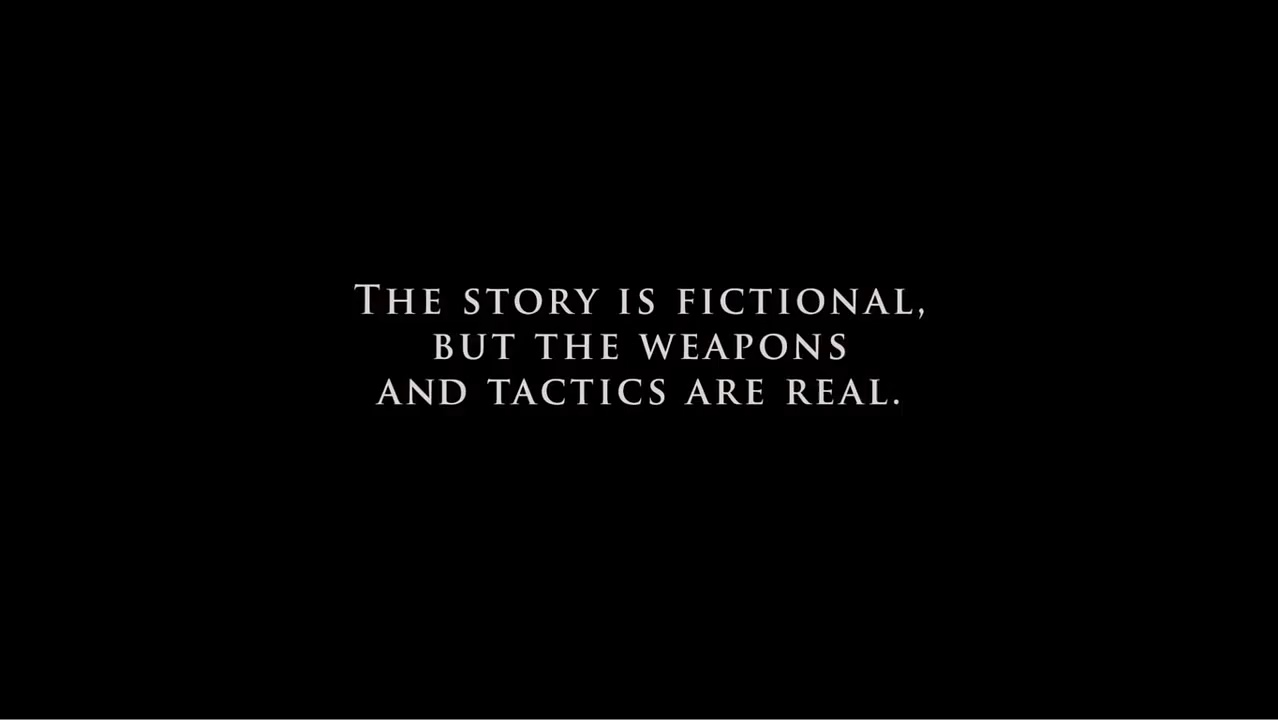 The story is fictional,
but the weapons
and tactics are real.